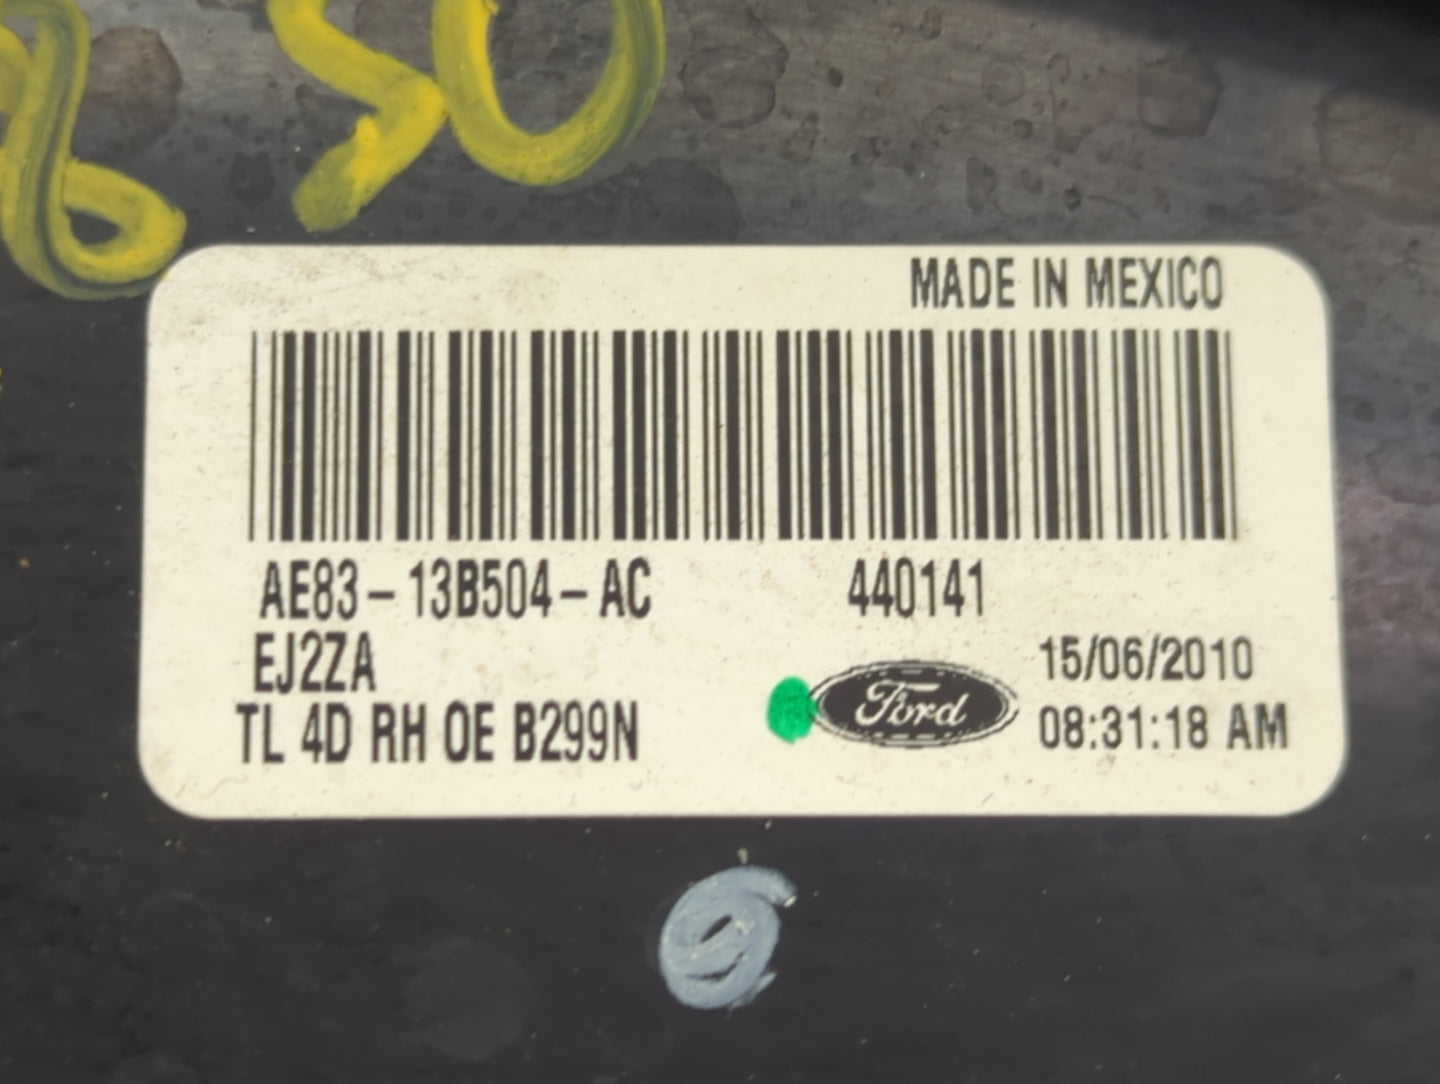 850
MADE IN MEXICO
AE83-13B504-AC 440141
EJ2ZA
15/06/2010
TL 4D RH OE B299N
Ford
08:31:18 AM